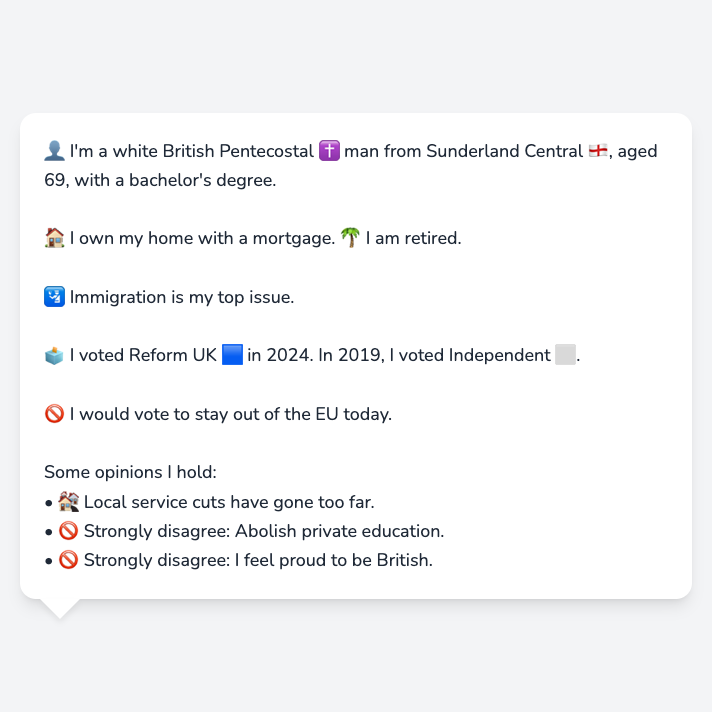 👤 I'm a white British Pentecostal ✝️ man from Sunderland Central 🏴󠁧󠁢󠁥󠁮󠁧󠁿, aged
69, with a bachelor's degree.
🏠 I own my home with a mortgage. 🌴 I am retired.
🛂 Immigration is my top issue.
🗳️ I voted Reform UK 🟦 in 2024. In 2019, I voted Independent ⬜.
🚫 I would vote to stay out of the EU today.
Some opinions I hold:
• 🏚️ Local service cuts have gone too far.
• 🚫 Strongly disagree: Abolish private education.
• 🚫 Strongly disagree: I feel proud to be British.